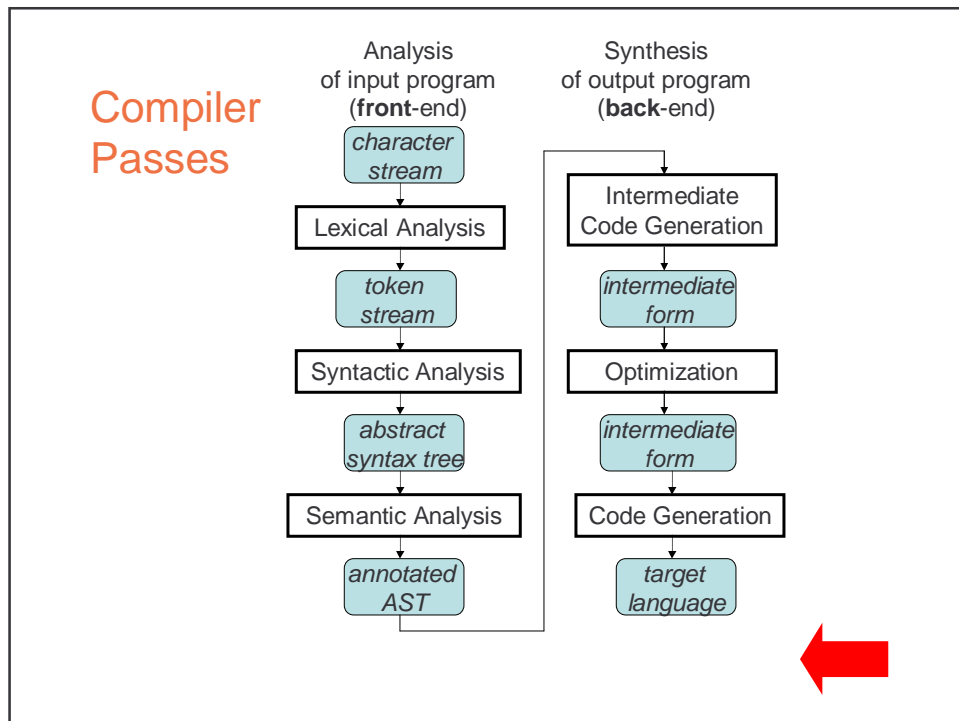 Compiler
Passes
Analysis
of input program
(front-end)
character
stream
Lexical Analysis
token
stream
Syntactic Analysis
abstract
syntax tree
Semantic Analysis
annotated
AST
Synthesis
of output program
(back-end)
Intermediate
Code Generation
intermediate
form
Optimization
intermediate
form
Code Generation
target
language